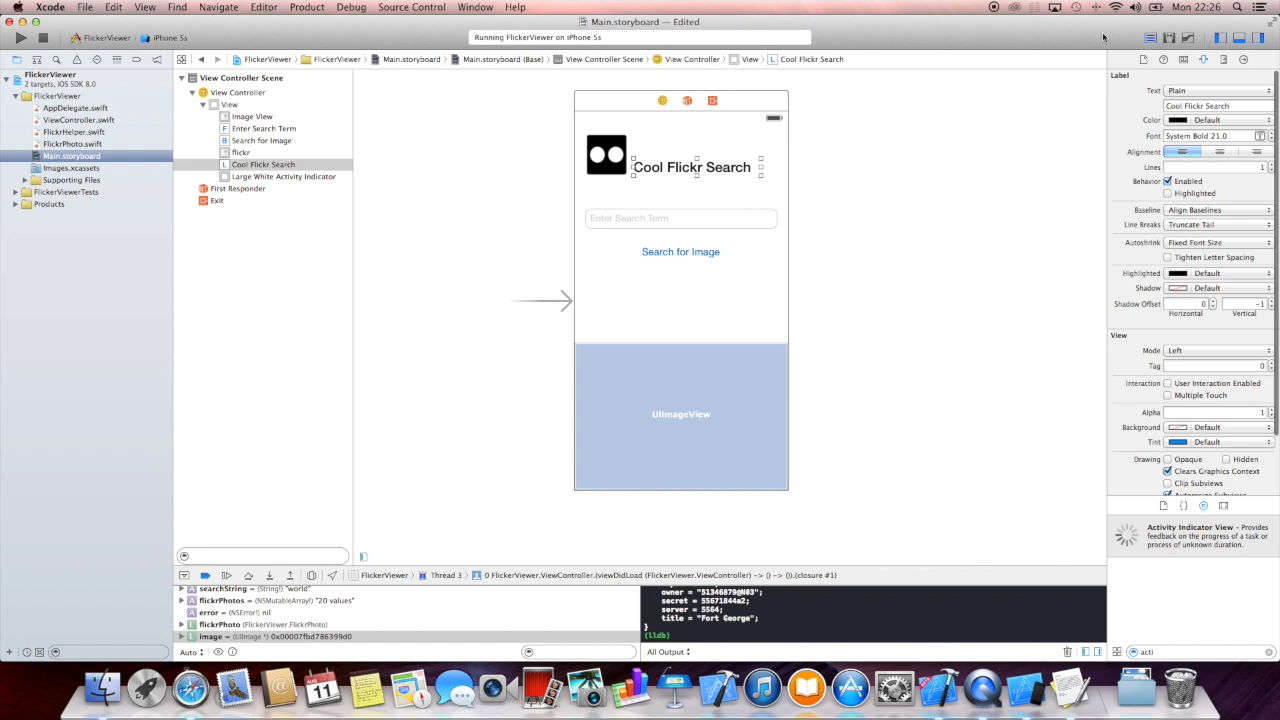 Xcode File Edit View Find Navigate Editor Product Debug Source Control Window Help Mon 22:26
Main.storyboard — Edited
FlickerViewer iPhone 5s Running FlickerViewer on iPhone 5s
FlickerViewer FlickerViewer Main.storyboard Main.storyboard (Base) View Controller Scene View Controller View L Cool Flickr Search
FlickerViewer
2 targets, iOS SDK 8.0
FlickerViewer
AppDelegate.swift
ViewController.swift
FlickrHelper.swift
FlickrPhoto.swift
Main.storyboard
Images.xcassets
Supporting Files
FlickerViewerTests
Products
View Controller Scene
View Controller
View
Image View
F Enter Search Term
B Search for Image
flickr
L Cool Flickr Search
Large White Activity Indicator
First Responder
Exit
Cool Flickr Search
Enter Search Term
Search for Image
UIImageView
Label
Text Plain
Cool Flickr Search
Color Default
Font System Bold 21.0
Alignment
Lines 1
Behavior Enabled
Highlighted
Baseline Align Baselines
Line Breaks Truncate Tail
Autoshrink Fixed Font Size
Tighten Letter Spacing
Highlighted Default
Shadow Default
Shadow Offset 0 -1
Horizontal Vertical
View
Mode Left
Tag 0
Interaction User Interaction Enabled
Multiple Touch
Alpha 1
Background Default
Tint Default
Drawing Opaque Hidden
Clears Graphics Context
Clip Subviews
Autoresize Subviews
Activity Indicator View – Provides
feedback on the progress of a task or
process of unknown duration.
FlickerViewer Thread 3 0 FlickerViewer.ViewController.(viewDidLoad (FlickerViewer.ViewController) -> () -> ()).(closure #1)
searchString = (String!) "world"
A flickrPhotos = (NSMutableArray!) "20 values"
A error = (NSError!) nil
L flickrPhoto = (FlickerViewer.FlickrPhoto)
L image = (UIImage *) 0x00007fbd786399d0
owner = "51346879@N03";
secret = 55671844a2;
server = 5564;
title = "Fort George";
}
(lldb)
Auto All Output acti
AUG
11